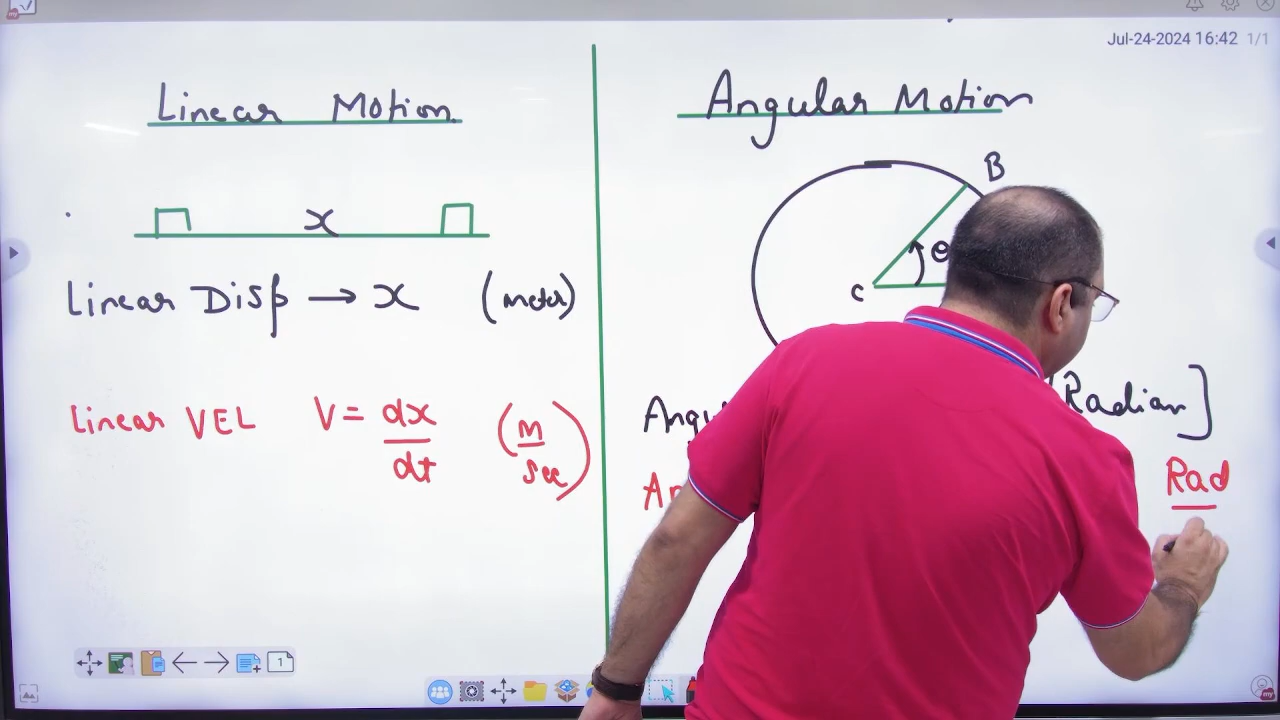 Jul-24-2024 16:42 1/1
Linear Motion
x
Linear Disp → x (meter)
Linear VEL V = dx/dt (m/sec)
Angular Motion
B
θ
C
Radian]
Rad
1